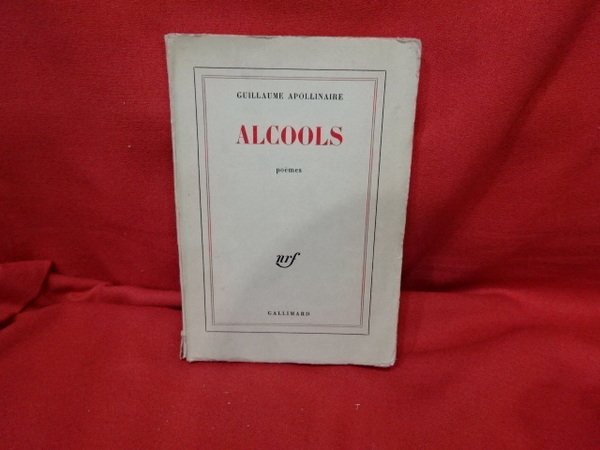 GUILLAUME APOLLINAIRE
ALCOOLS
poèmes
nrf
GALLIMARD